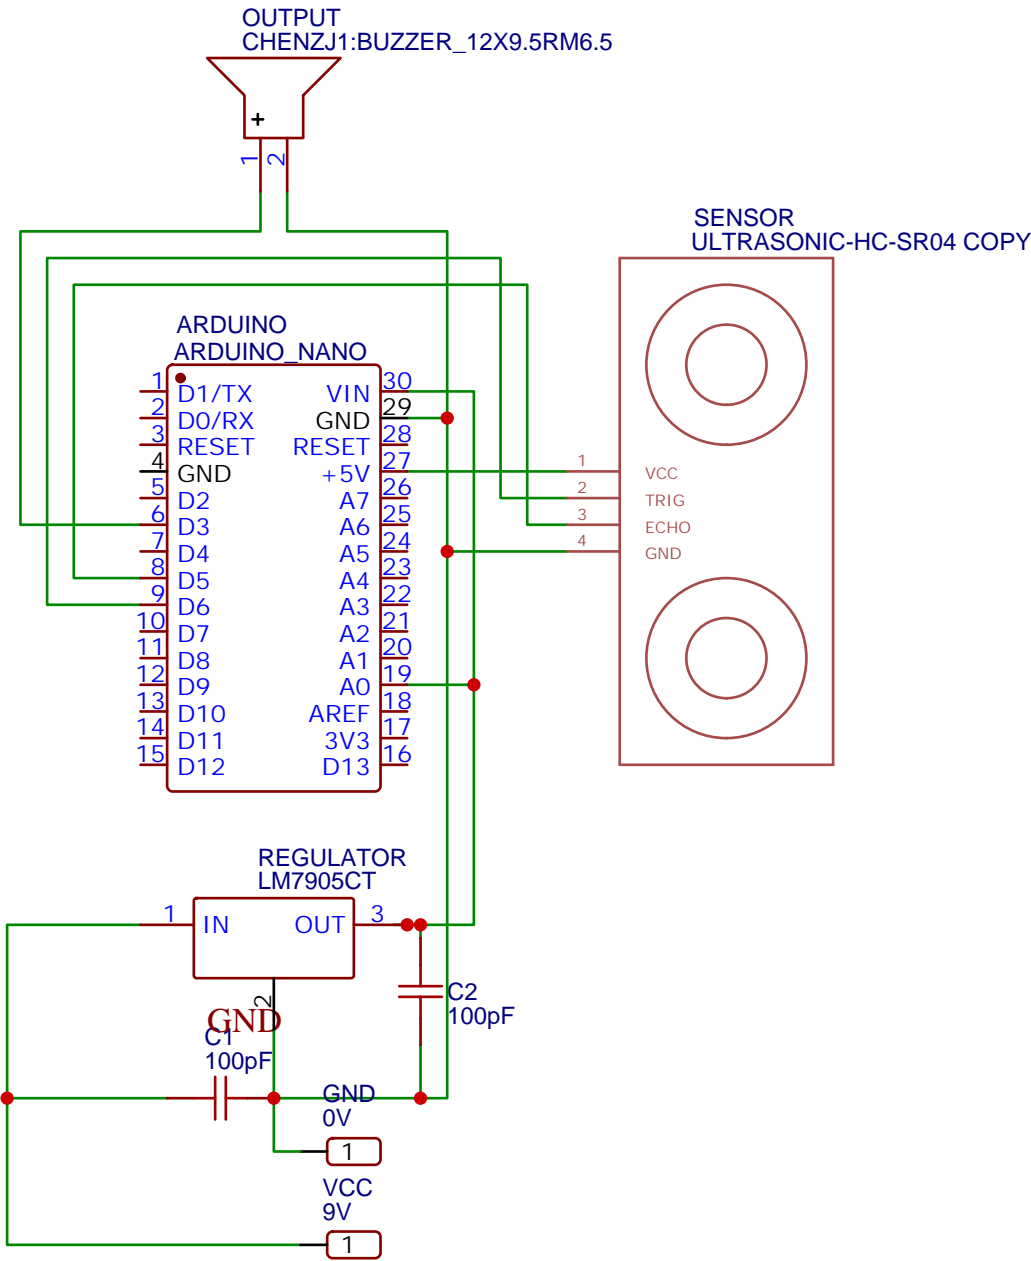 OUTPUT
CHENZJ1:BUZZER_12X9.5RM6.5
+
1 2
SENSOR
ULTRASONIC-HC-SR04 COPY
ARDUINO
ARDUINO_NANO
1 D1/TX VIN 30
2 D0/RX GND 29
3 RESET RESET 28
4 GND +5V 27
5 D2 A7 26
6 D3 A6 25
7 D4 A5 24
8 D5 A4 23
9 D6 A3 22
10 D7 A2 21
11 D8 A1 20
12 D9 A0 19
13 D10 AREF 18
14 D11 3V3 17
15 D12 D13 16
1 VCC
2 TRIG
3 ECHO
4 GND
REGULATOR
LM7905CT
1 IN OUT 3
2
GND
C1
100pF
C2
100pF
GND
0V
1
VCC
9V
1